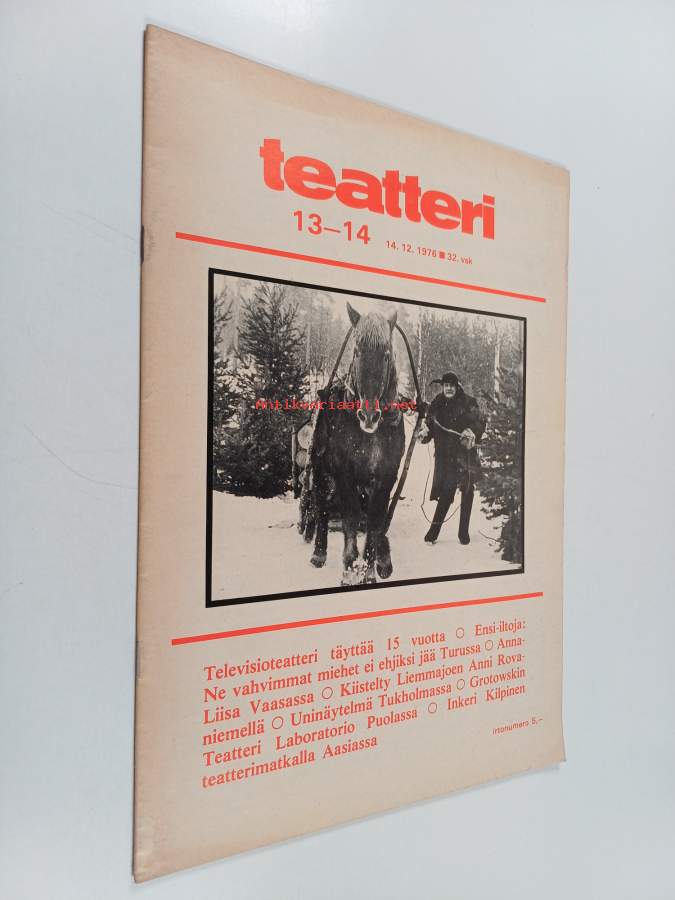 teatteri
13–14
14.12.1976 ■ 32. vsk
Antikvariaatti.net
Televisioteatteri täyttää 15 vuotta ○ Ensi-iltoja:
Ne vahvimmat miehet ei ehjiksi jää Turussa ○ Anna-
Liisa Vaasassa ○ Kiistelty Liemmajoen Anni Rova-
niemellä ○ Uninäytelmä Tukholmassa ○ Grotowskin
Teatteri Laboratorio Puolassa ○ Inkeri Kilpinen
teatterimatkalla Aasiassa
irtonumero 5,–